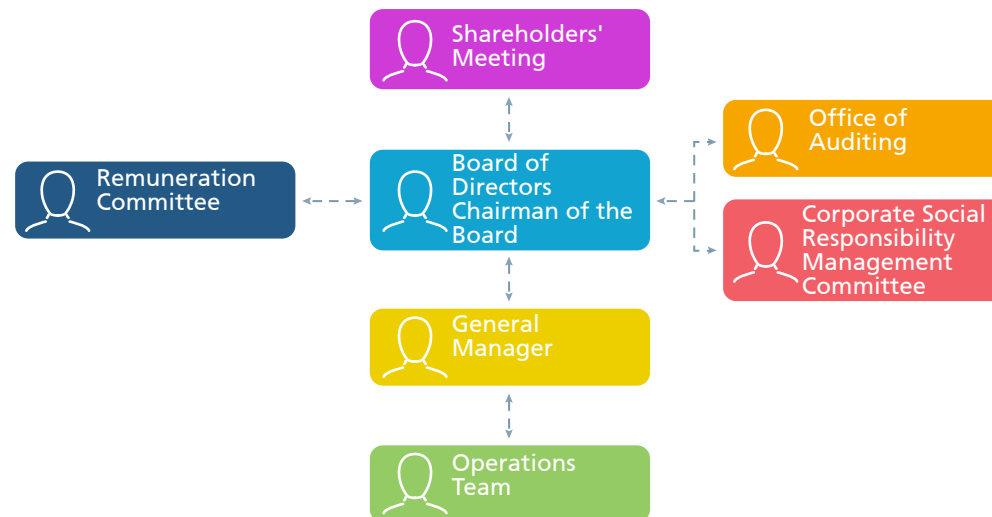 Shareholders'
Meeting
Office of
Auditing
Remuneration
Committee
Board of
Directors
Chairman of the
Board
Corporate Social
Responsibility
Management
Committee
General
Manager
Operations
Team